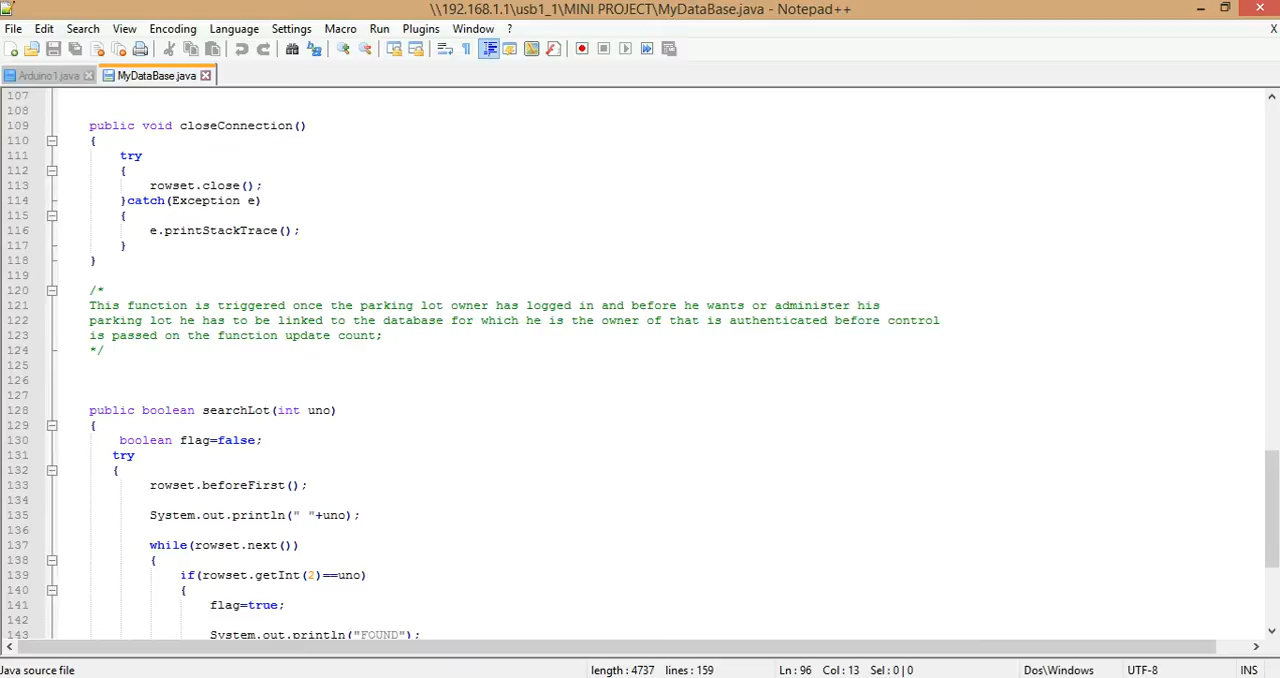 \\192.168.1.1\usb1_1\MINI PROJECT\MyDataBase.java - Notepad++
File Edit Search View Encoding Language Settings Macro Run Plugins Window ? X
Arduino1.java MyDataBase.java
107
108
109 public void closeConnection()
110 {
111 try
112 {
113 rowset.close();
114 }catch(Exception e)
115 {
116 e.printStackTrace();
117 }
118 }
119
120 /*
121 This function is triggered once the parking lot owner has logged in and before he wants or administer his
122 parking lot he has to be linked to the database for which he is the owner of that is authenticated before control
123 is passed on the function update count;
124 */
125
126
127
128 public boolean searchLot(int uno)
129 {
130 boolean flag=false;
131 try
132 {
133 rowset.beforeFirst();
134
135 System.out.println(" "+uno);
136
137 while(rowset.next())
138 {
139 if(rowset.getInt(2)==uno)
140 {
141 flag=true;
142
143 System.out.println("FOUND");
Java source file length : 4737 lines : 159 Ln : 96 Col : 13 Sel : 0 | 0 Dos\Windows UTF-8 INS